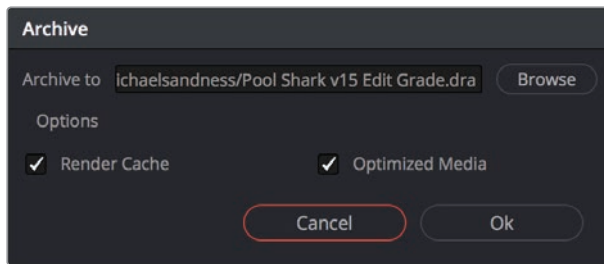 Archive
Archive to ichaelsandness/Pool Shark v15 Edit Grade.dra Browse
Options
Render Cache Optimized Media
Cancel Ok